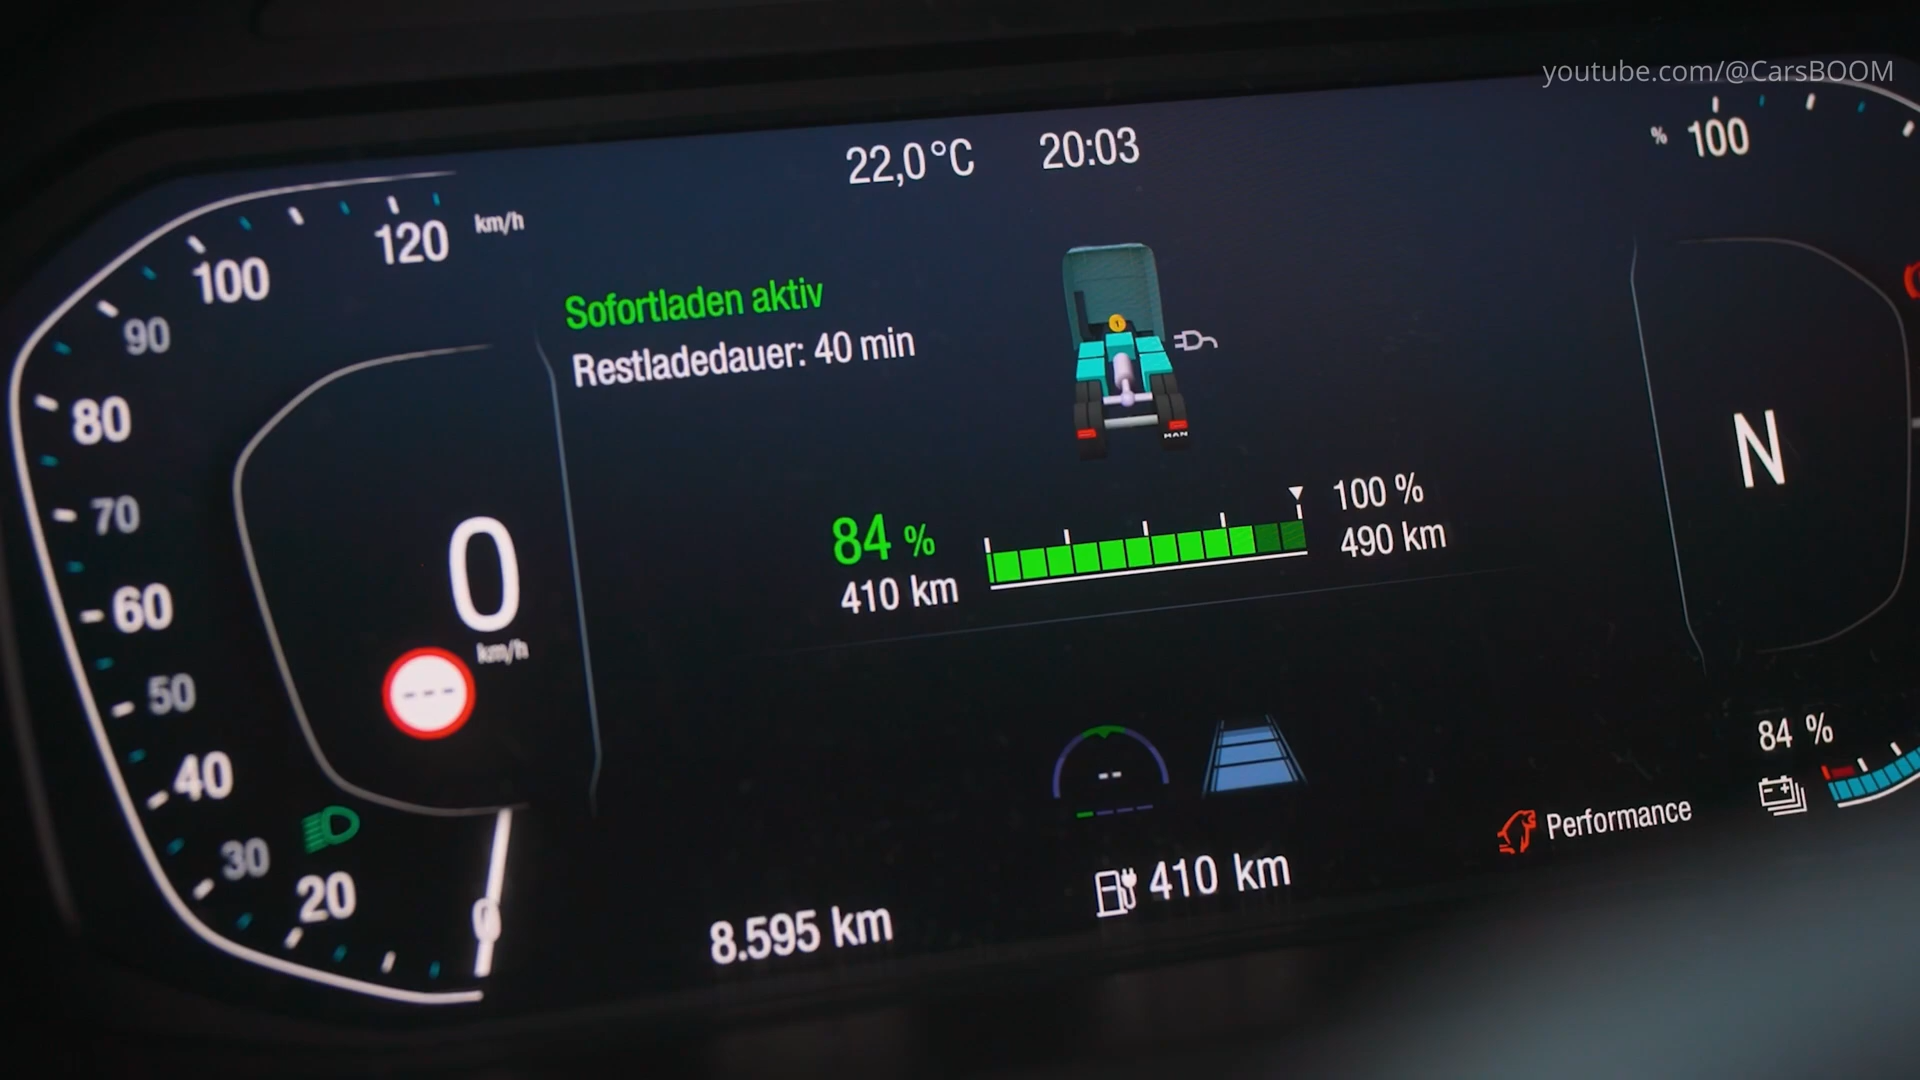 youtube.com/@CarsBOOM
22,0°C 20:03
% 100
120 km/h
100
90
80
70
60
50
40
30
20
0
Sofortladen aktiv
Restladedauer: 40 min
1
MAN
84 %
410 km
100 %
490 km
0
km/h
---
N
--
84 %
Performance
410 km
8.595 km